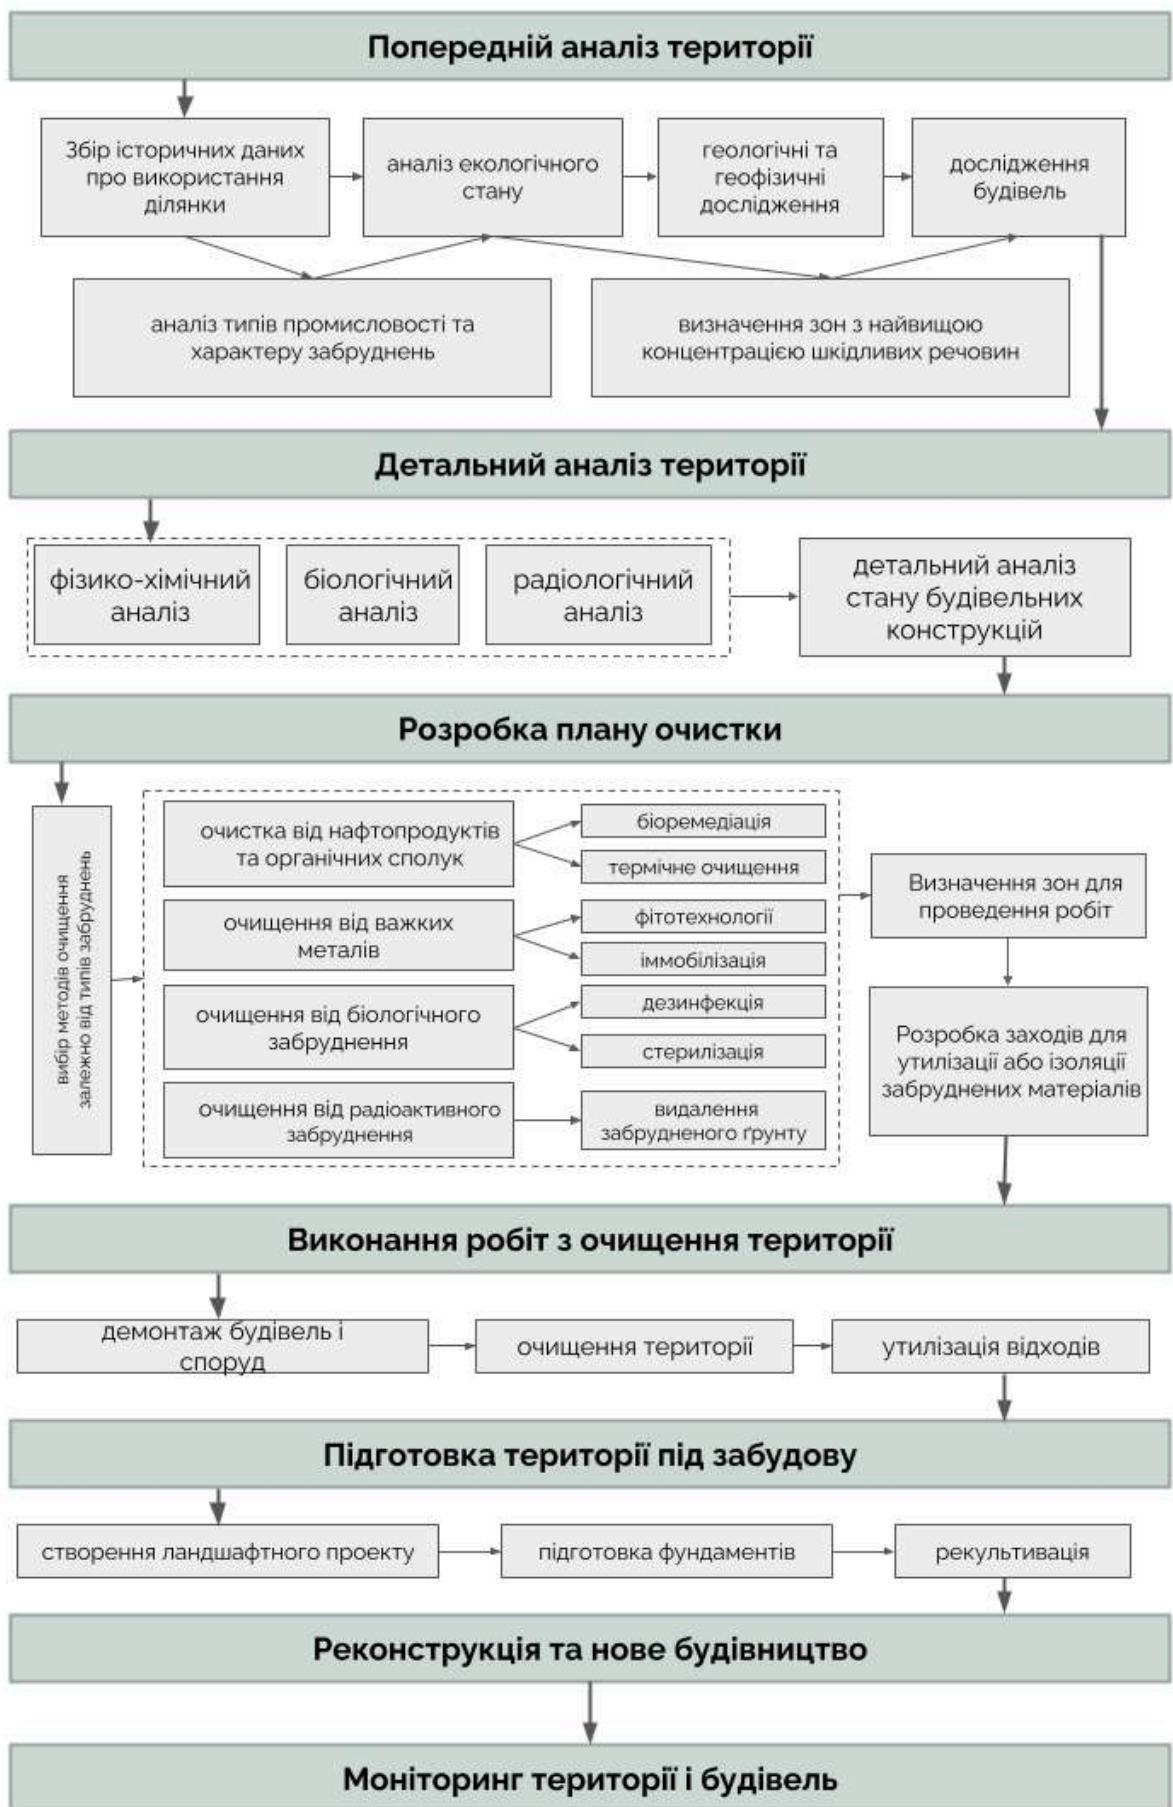 Попередній аналіз території
Збір історичних даних
про використання
ділянки
аналіз екологічного
стану
геологічні та
геофізичні
дослідження
дослідження
будівель
аналіз типів промисловості та
характеру забруднень
визначення зон з найвищою
концентрацією шкідливих речовин
Детальний аналіз території
фізико-хімічний
аналіз
біологічний
аналіз
радіологічний
аналіз
детальний аналіз
стану будівельних
конструкцій
Розробка плану очистки
вибір методів очищення
залежно від типів забруднень
очистка від нафтопродуктів
та органічних сполук
біоремедіація
термічне очищення
очищення від важких
металів
фітотехнології
іммобілізація
очищення від біологічного
забруднення
дезинфекція
стерилізація
очищення від радіоактивного
забруднення
видалення
забрудненого ґрунту
Визначення зон для
проведення робіт
Розробка заходів для
утилізації або ізоляції
забруднених матеріалів
Виконання робіт з очищення території
демонтаж будівель і
споруд
очищення території
утилізація відходів
Підготовка території під забудову
створення ландшафтного проекту
підготовка фундаментів
рекультивація
Реконструкція та нове будівництво
Моніторинг території і будівель